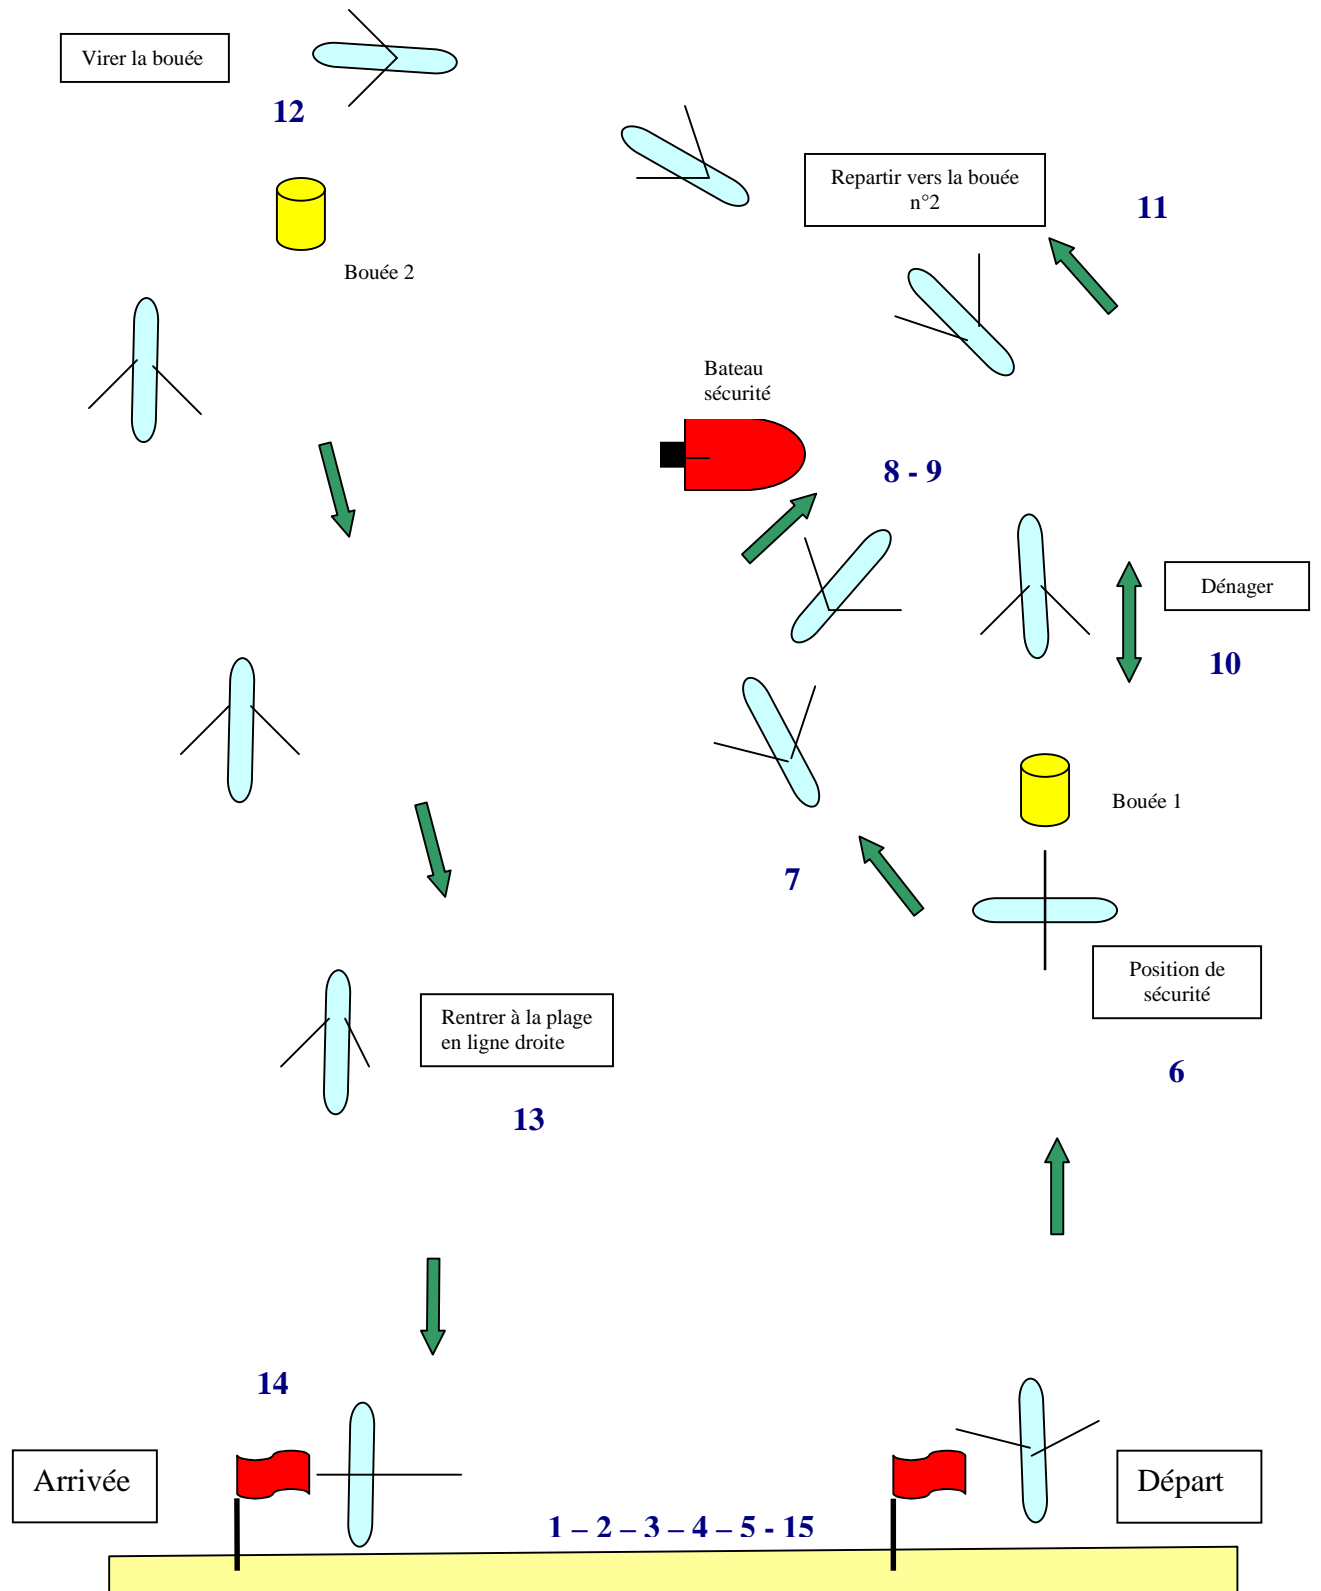 Virer la bouée
12
Repartir vers la bouée
n°2
11
Bouée 2
Bateau
sécurité
8 - 9
Dénager
10
Bouée 1
7
Position de
sécurité
6
Rentrer à la plage
en ligne droite
13
14
Arrivée
Départ
1 – 2 – 3 – 4 – 5 - 15